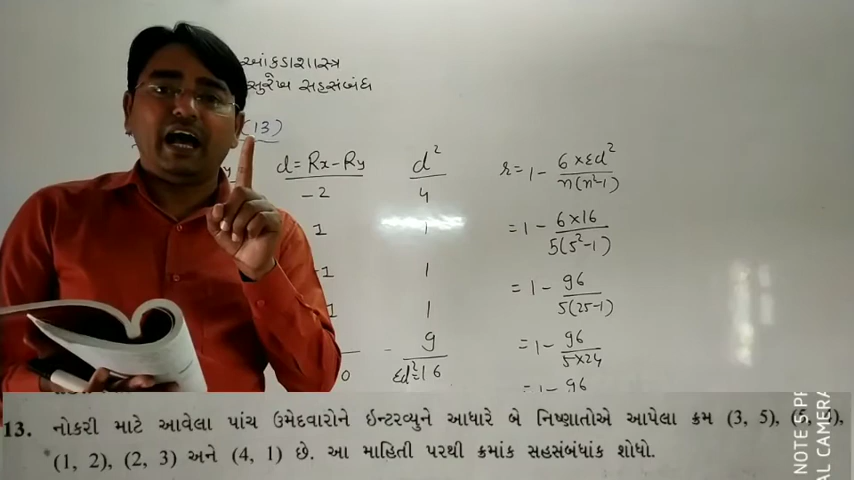 આંકડાશાસ્ત્ર
સુરેખ સહસંબંધ
(13)
d = Rx - Ry
d²
r = 1 - 6 × Σd² / n(n²-1)
-2
4
1
1
= 1 - 6 × 16 / 5(5²-1)
-1
1
= 1 - 96 / 5(25-1)
1
1
9
= 1 - 96 / 5×24
0
Σd² = 16
= 1 - 96
13. નોકરી માટે આવેલા પાંચ ઉમેદવારોને ઇન્ટરવ્યુને આધારે બે નિષ્ણાતોએ આપેલા ક્રમ (3, 5),
(1, 2), (2, 3) અને (4, 1) છે. આ માહિતી પરથી ક્રમાંક સહસંબંધાંક શોધો.